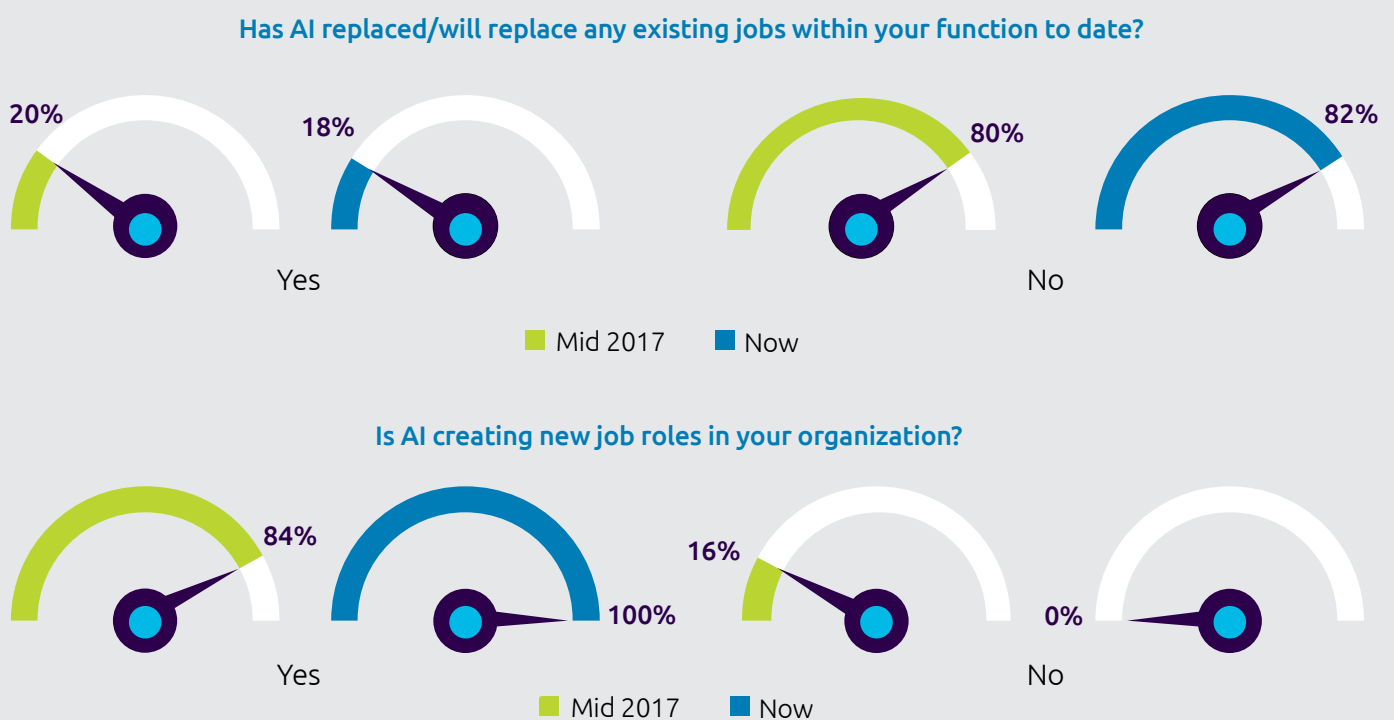 Has AI replaced/will replace any existing jobs within your function to date?
20%
18%
80%
82%
Yes
No
Mid 2017
Now
Is AI creating new job roles in your organization?
84%
100%
16%
0%
Yes
No
Mid 2017
Now